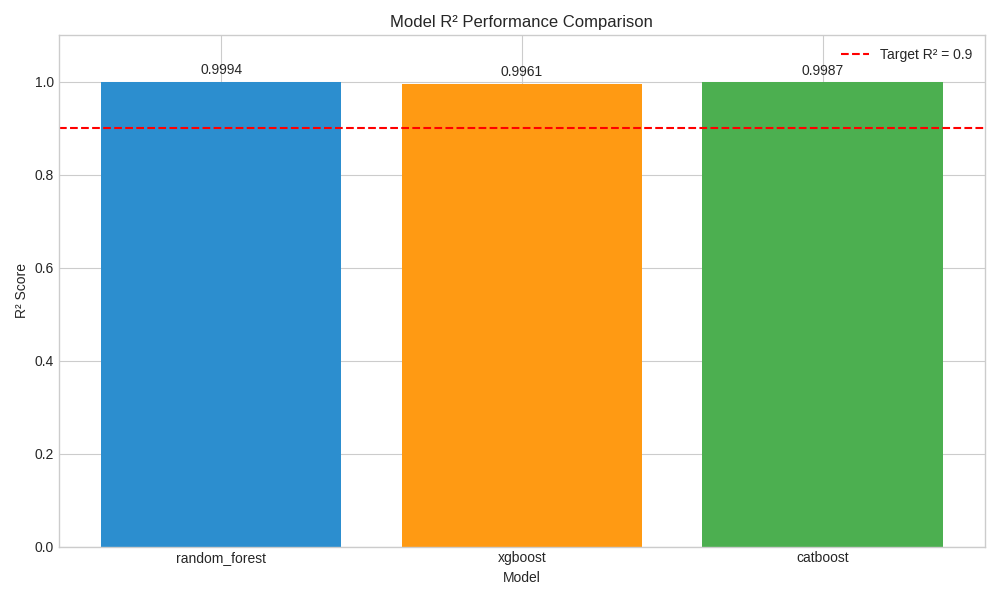 Model R² Performance Comparison
Target R² = 0.9
0.9994
0.9961
0.9987
1.0
0.8
0.6
0.4
0.2
0.0
R² Score
random_forest
xgboost
catboost
Model